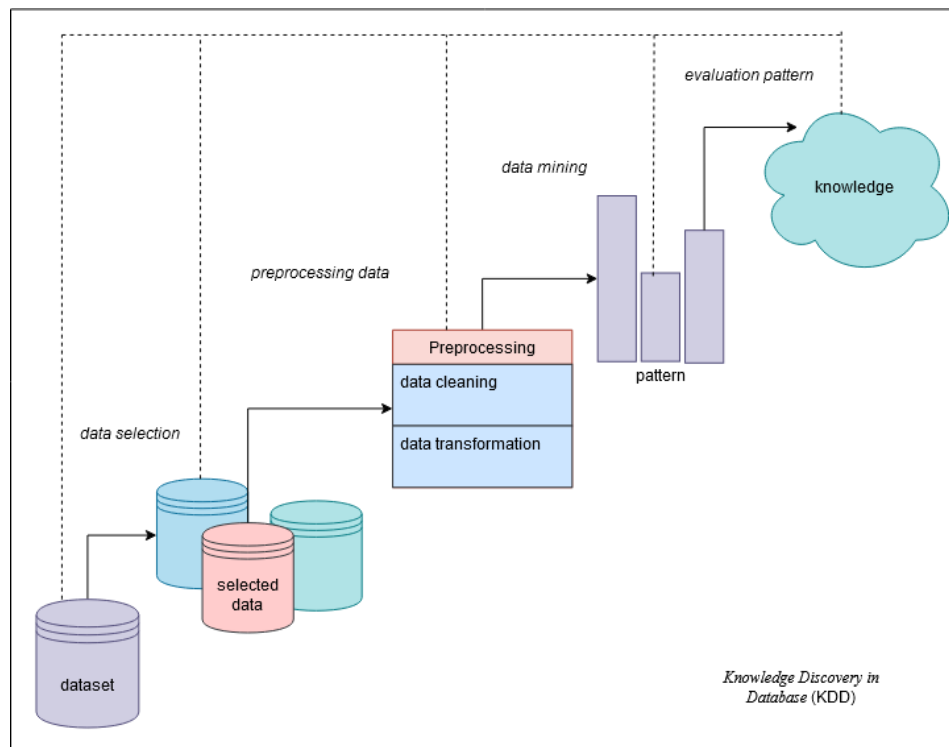 evaluation pattern
data mining
knowledge
preprocessing data
Preprocessing
data cleaning
pattern
data selection
data transformation
selected
data
dataset
Knowledge Discovery in
Database (KDD)